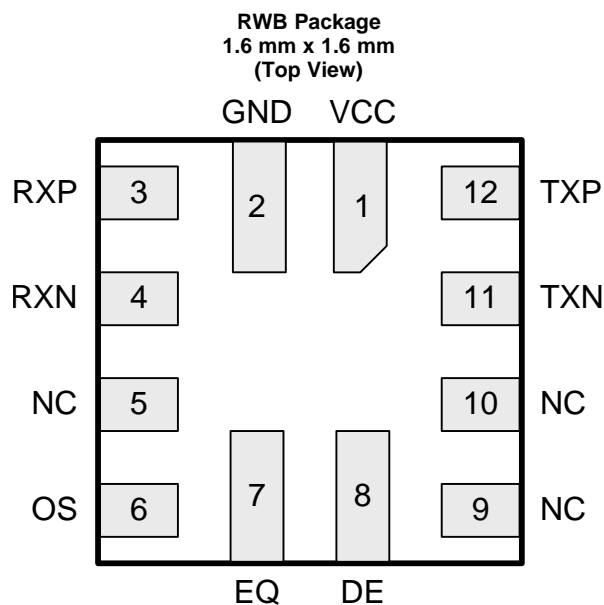 RWB Package
1.6 mm x 1.6 mm
(Top View)
GND VCC
RXP 3 2 1 12 TXP
RXN 4 11 TXN
NC 5 10 NC
OS 6 7 8 9 NC
EQ DE